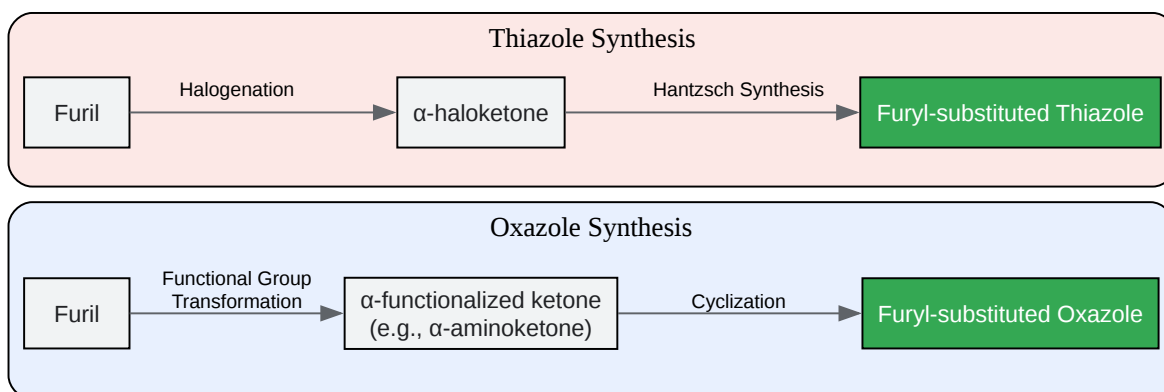 Thiazole Synthesis
Furil
Halogenation
α-haloketone
Hantzsch Synthesis
Furyl-substituted Thiazole
Oxazole Synthesis
Furil
Functional Group
Transformation
α-functionalized ketone
(e.g., α-aminoketone)
Cyclization
Furyl-substituted Oxazole